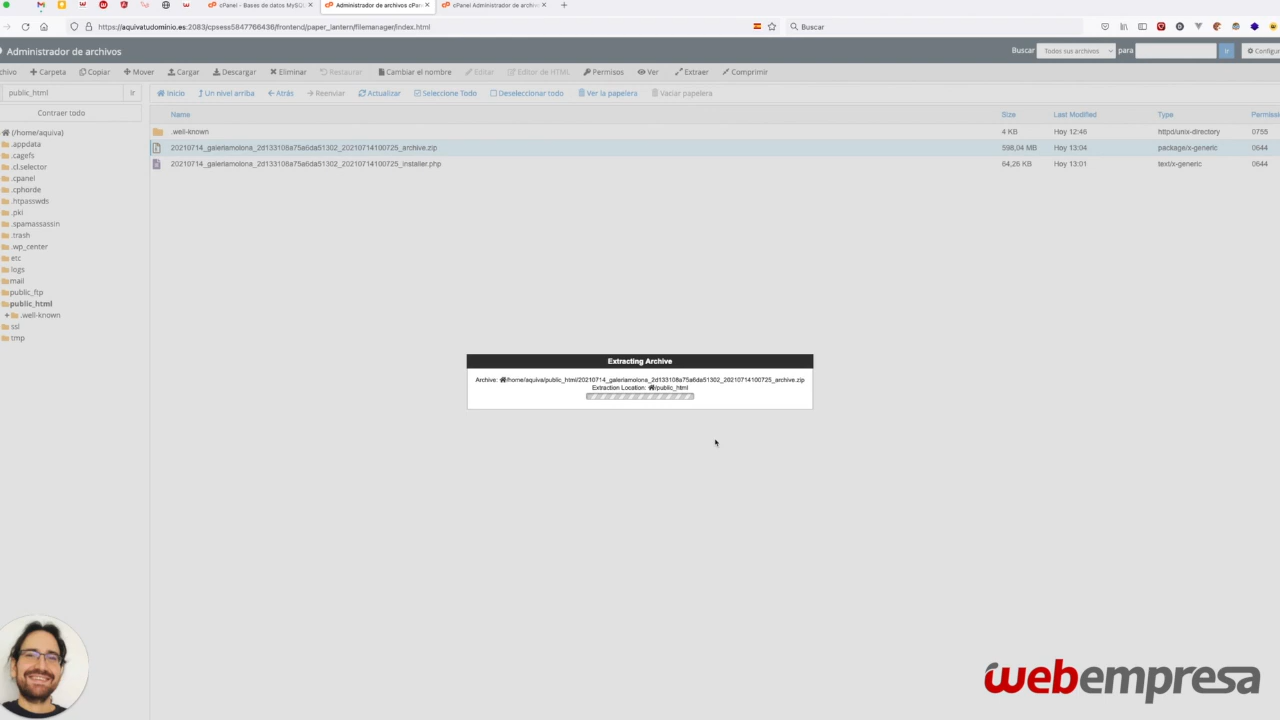 cPanel - Bases de datos MySQL
Administrador de archivos cPan
cPanel Administrador de archiv
https://aquivatudominio.es:2083/cpsess5847766436/frontend/paper_lantern/filemanager/index.html
Buscar
Administrador de archivos
Buscar Todos sus archivos para Ir Configur
chivo Carpeta Copiar Mover Cargar Descargar Eliminar Restaurar Cambiar el nombre Editar Editor de HTML Permisos Ver Extraer Comprimir
public_html Ir Inicio Un nivel arriba Atrás Reenviar Actualizar Seleccione Todo Deseleccionar todo Ver la papelera Vaciar papelera
Contraer todo
Name Size Last Modified Type Permiss
(/home/aquiva)
.appdata
.cagefs
.cl.selector
.cpanel
.cphorde
.htpasswds
.pki
.spamassassin
.trash
.wp_center
etc
logs
mail
public_ftp
public_html
.well-known
ssl
tmp
.well-known 4 KB Hoy 12:46 httpd/unix-directory 0755
20210714_galeriamolona_2d133108a75a6da51302_20210714100725_archive.zip 598,04 MB Hoy 13:04 package/x-generic 0644
20210714_galeriamolona_2d133108a75a6da51302_20210714100725_installer.php 64,26 KB Hoy 13:01 text/x-generic 0644
Extracting Archive
Archive: /home/aquiva/public_html/20210714_galeriamolona_2d133108a75a6da51302_20210714100725_archive.zip
Extraction Location: /public_html
webempresa